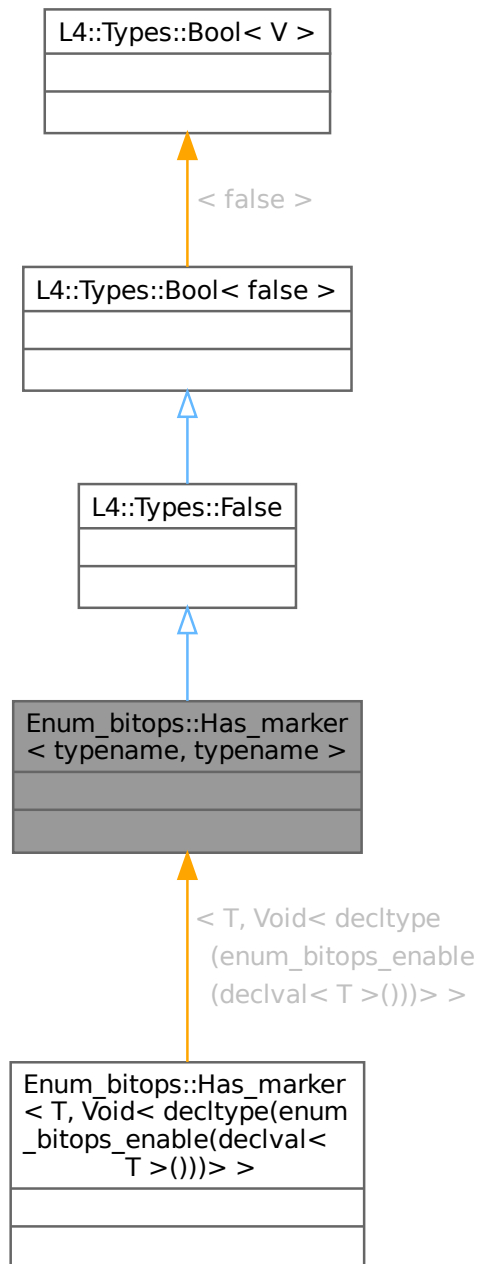 L4::Types::Bool< V >
< false >
L4::Types::Bool< false >
L4::Types::False
Enum_bitops::Has_marker
< typename, typename >
< T, Void< decltype
(enum_bitops_enable
(declval< T >()))> >
Enum_bitops::Has_marker
< T, Void< decltype(enum
_bitops_enable(declval<
T >()))> >